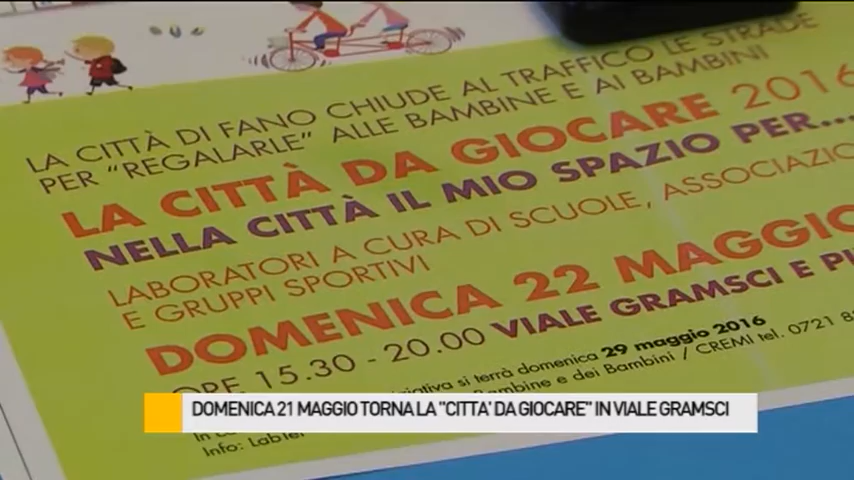 LA CITTÀ DI FANO CHIUDE AL TRAFFICO LE STRADE
PER "REGALARLE" ALLE BAMBINE E AI BAMBINI
LA CITTÀ DA GIOCARE 2016
NELLA CITTÀ IL MIO SPAZIO PER...
LABORATORI A CURA DI SCUOLE, ASSOCIAZIO
E GRUPPI SPORTIVI
DOMENICA 22 MAGGIO
ORE 15.30 - 20.00 VIALE GRAMSCI E
si terrà domenica 29 maggio 2016
Bambine e dei Bambini / CREMI tel. 0721
Info:
DOMENICA 21 MAGGIO TORNA LA "CITTA' DA GIOCARE" IN VIALE GRAMSCI